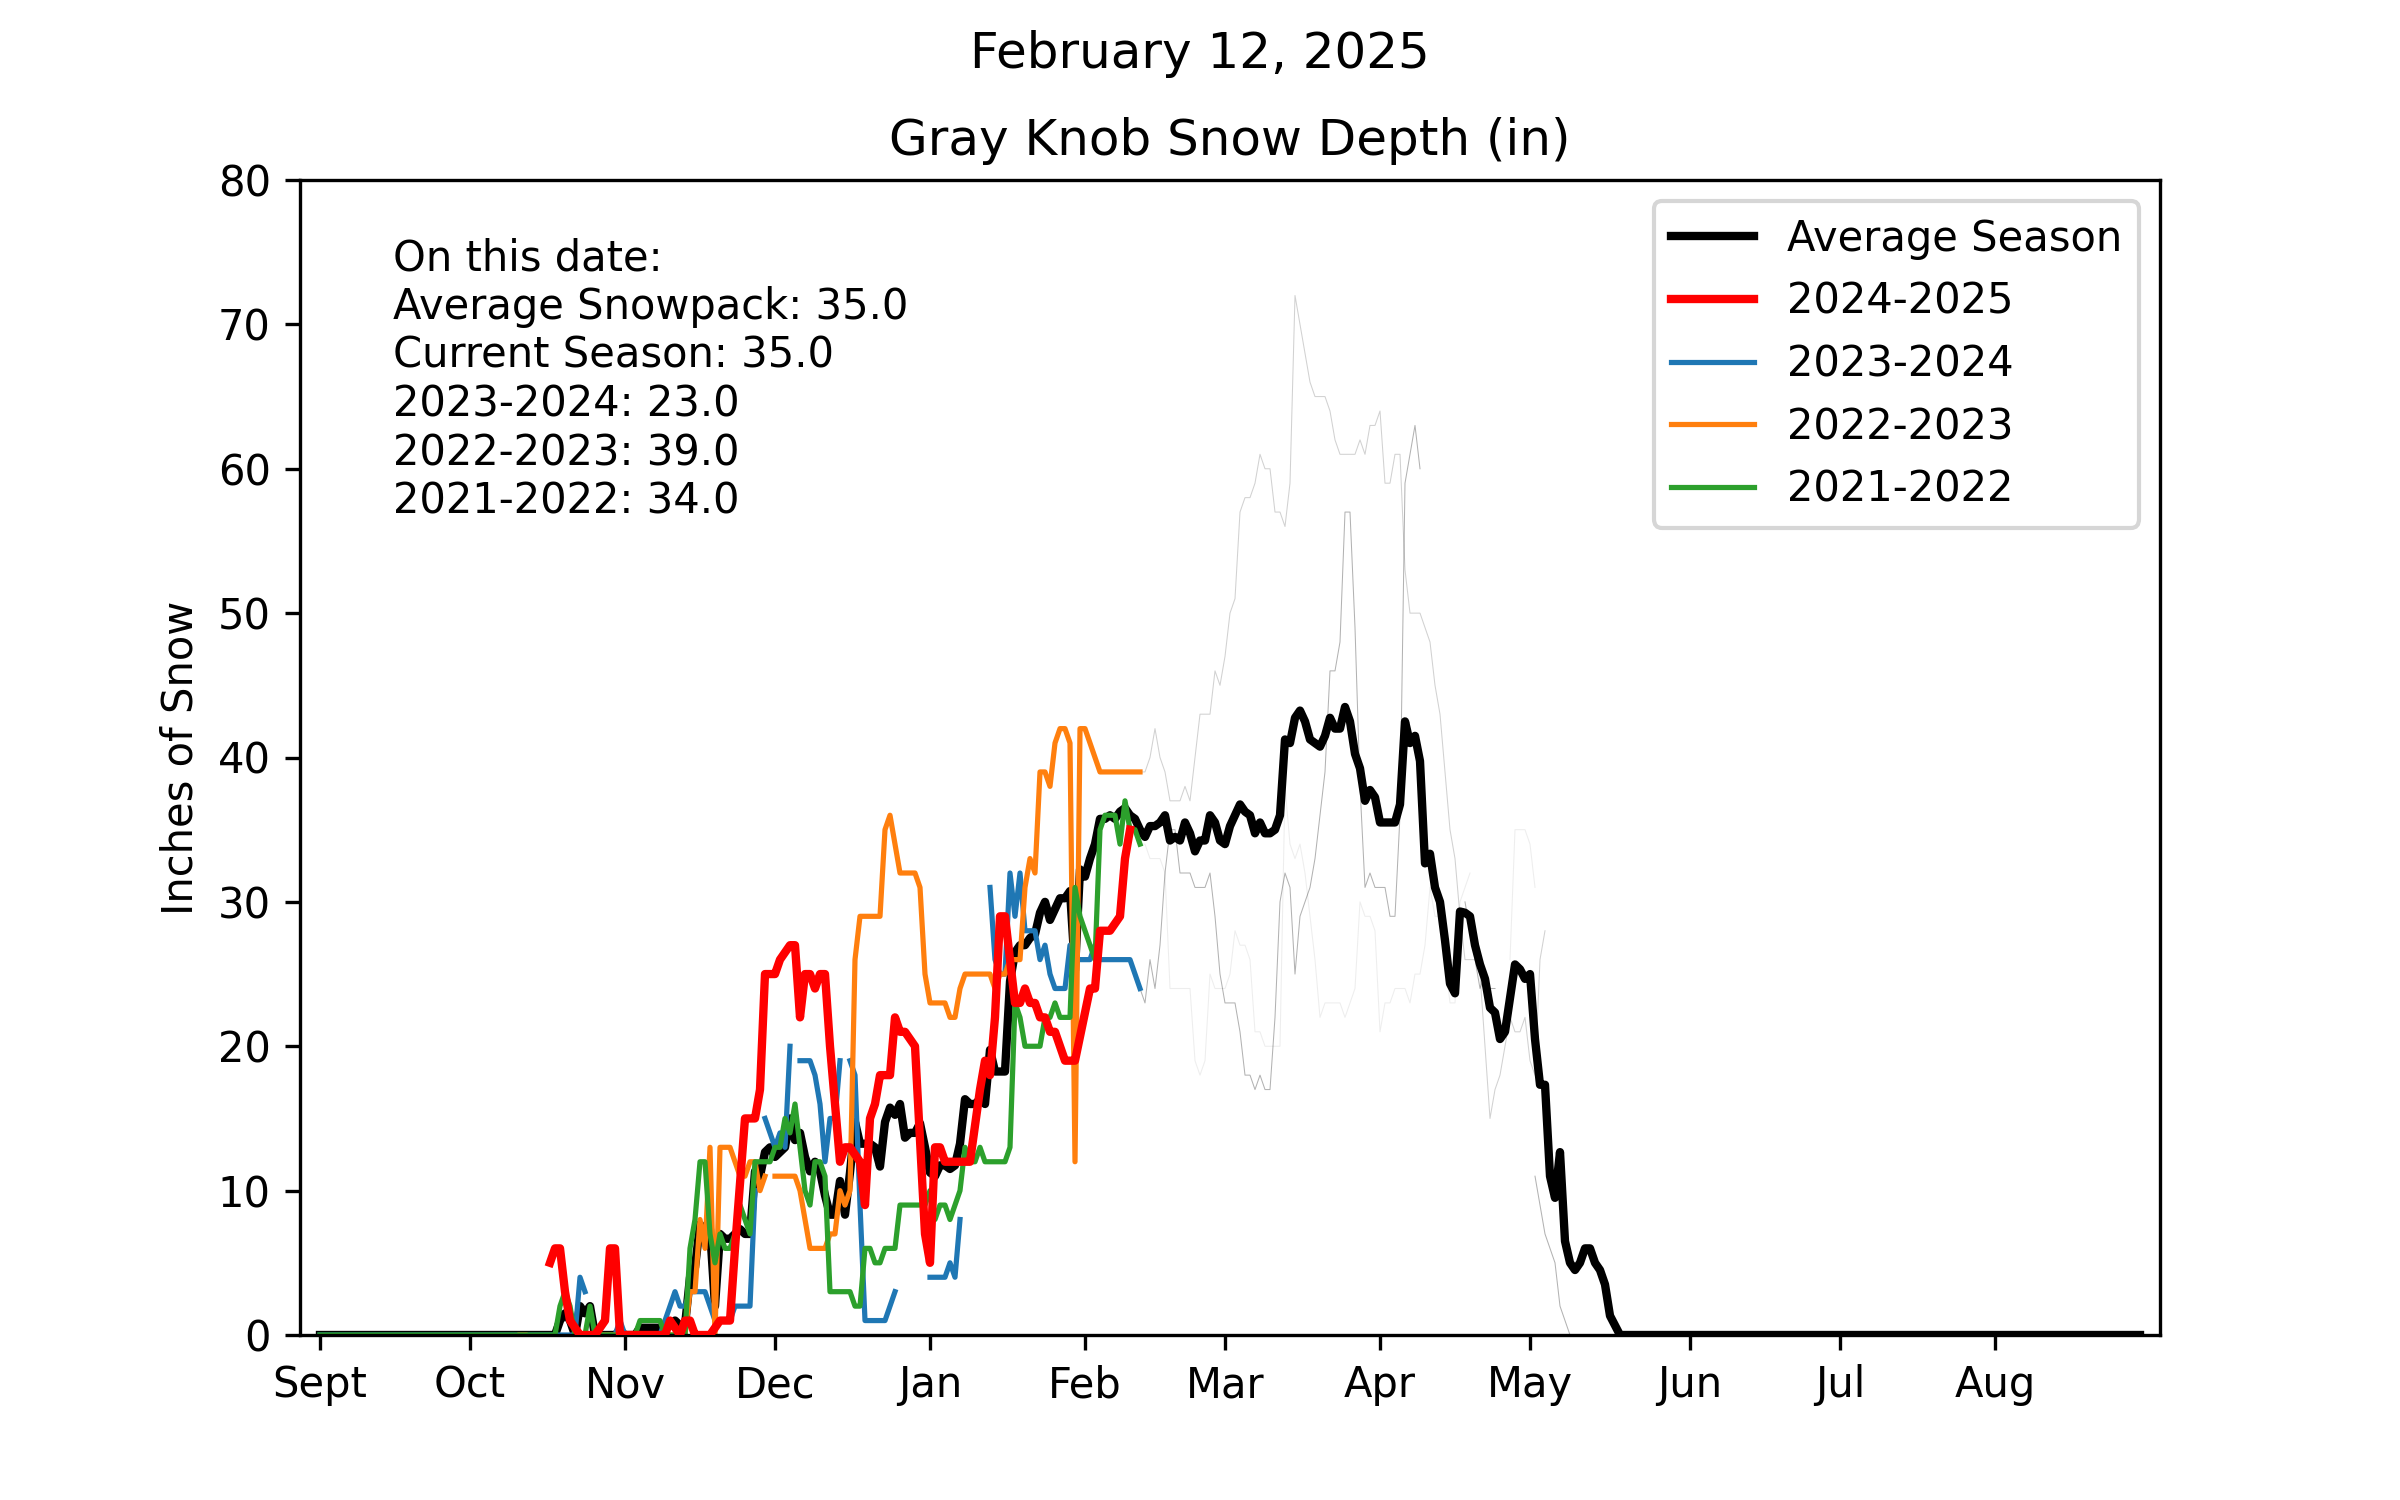 February 12, 2025
Gray Knob Snow Depth (in)
80
70
60
50
40
30
20
10
0
Inches of Snow
On this date:
Average Snowpack: 35.0
Current Season: 35.0
2023-2024: 23.0
2022-2023: 39.0
2021-2022: 34.0
Average Season
2024-2025
2023-2024
2022-2023
2021-2022
Sept Oct Nov Dec Jan Feb Mar Apr May Jun Jul Aug